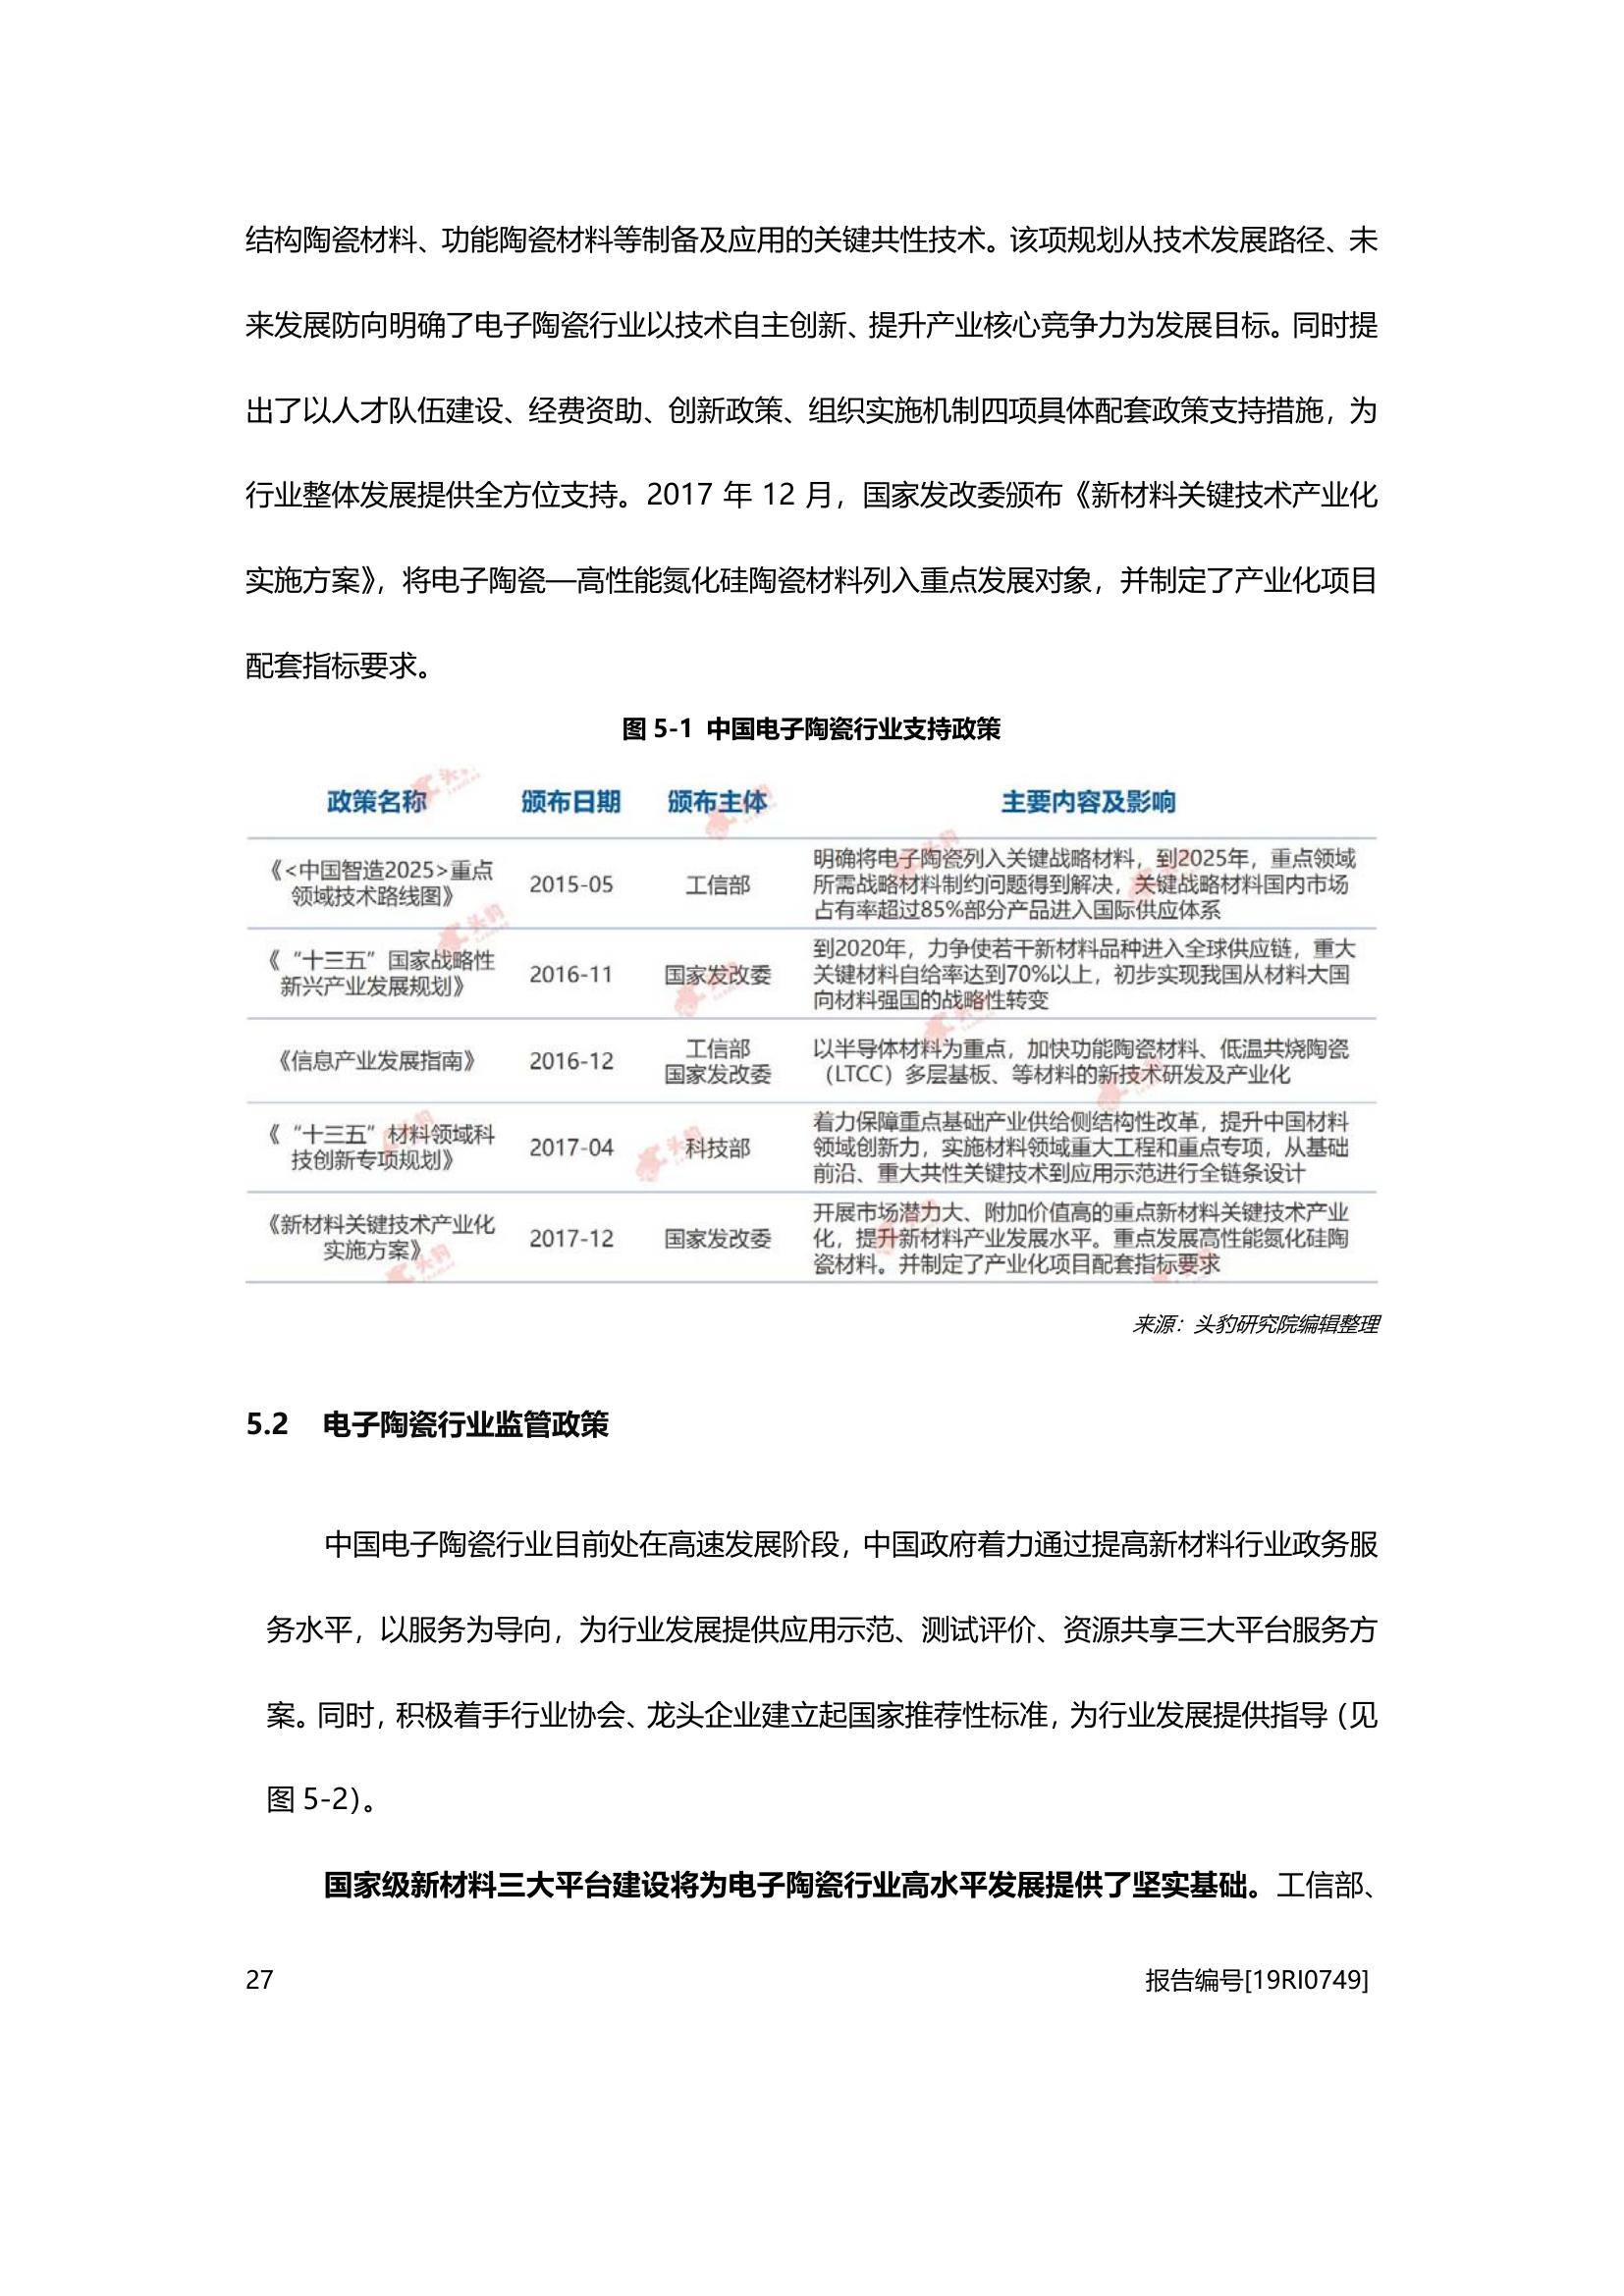 结构陶瓷材料、功能陶瓷材料等制备及应用的关键共性技术。该项规划从技术发展路径、未
来发展防向明确了电子陶瓷行业以技术自主创新、提升产业核心竞争力为发展目标。同时提
出了以人才队伍建设、经费资助、创新政策、组织实施机制四项具体配套政策支持措施，为
行业整体发展提供全方位支持。2017 年 12 月，国家发改委颁布《新材料关键技术产业化
实施方案》，将电子陶瓷—高性能氮化硅陶瓷材料列入重点发展对象，并制定了产业化项目
配套指标要求。
图 5-1 中国电子陶瓷行业支持政策
政策名称 颁布日期 颁布主体 主要内容及影响
《<中国智造2025>重点
领域技术路线图》
2015-05
工信部
明确将电子陶瓷列入关键战略材料，到2025年，重点领域
所需战略材料制约问题得到解决，关键战略材料国内市场
占有率超过85%部分产品进入国际供应体系
《“十三五”国家战略性
新兴产业发展规划》
2016-11
国家发改委
到2020年，力争使若干新材料品种进入全球供应链，重大
关键材料自给率达到70%以上，初步实现我国从材料大国
向材料强国的战略性转变
《信息产业发展指南》
2016-12
工信部
国家发改委
以半导体材料为重点，加快功能陶瓷材料、低温共烧陶瓷
（LTCC）多层基板、等材料的新技术研发及产业化
《“十三五”材料领域科
技创新专项规划》
2017-04
科技部
着力保障重点基础产业供给侧结构性改革，提升中国材料
领域创新力，实施材料领域重大工程和重点专项，从基础
前沿、重大共性关键技术到应用示范进行全链条设计
《新材料关键技术产业化
实施方案》
2017-12
国家发改委
开展市场潜力大、附加价值高的重点新材料关键技术产业
化，提升新材料产业发展水平。重点发展高性能氮化硅陶
瓷材料。并制定了产业化项目配套指标要求
来源：头豹研究院编辑整理
5.2 电子陶瓷行业监管政策
中国电子陶瓷行业目前处在高速发展阶段，中国政府着力通过提高新材料行业政务服
务水平，以服务为导向，为行业发展提供应用示范、测试评价、资源共享三大平台服务方
案。同时，积极着手行业协会、龙头企业建立起国家推荐性标准，为行业发展提供指导（见
图 5-2）。
国家级新材料三大平台建设将为电子陶瓷行业高水平发展提供了坚实基础。工信部、
27 报告编号[19RI0749]